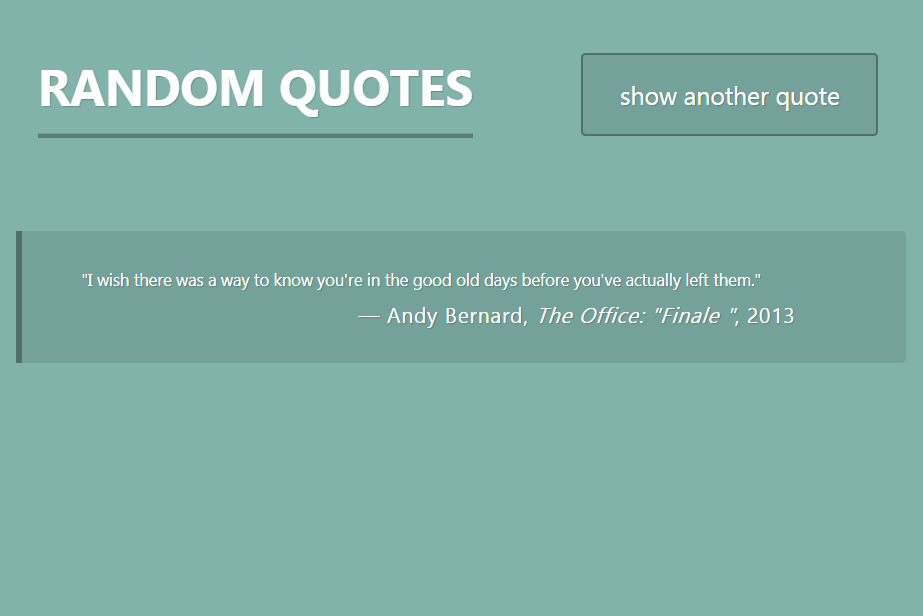 RANDOM QUOTES
show another quote
"I wish there was a way to know you're in the good old days before you've actually left them."
— Andy Bernard, The Office: "Finale ", 2013